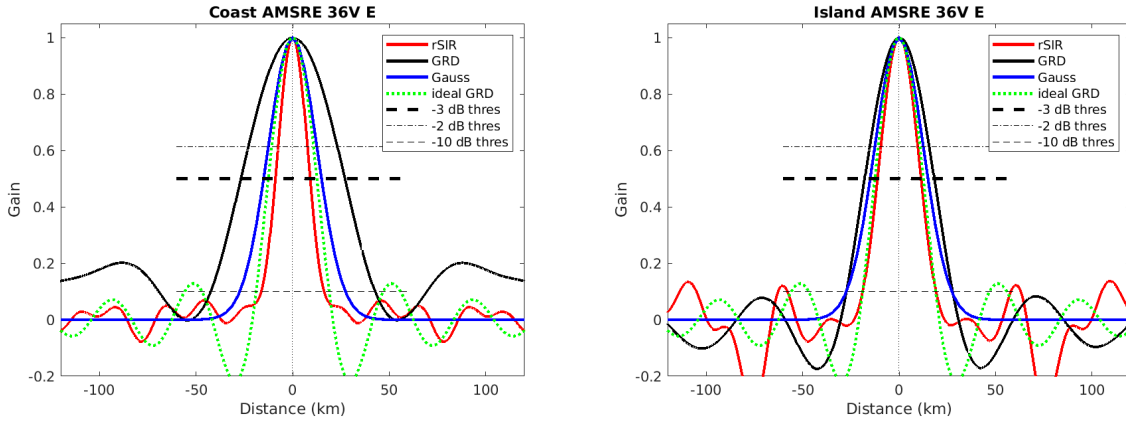 Coast AMSRE 36V E
1
0.8
0.6
0.4
0.2
0
-0.2
Gain
-100
-50
0
50
100
Distance (km)
rSIR
GRD
Gauss
ideal GRD
-3 dB thres
-2 dB thres
-10 dB thres
Island AMSRE 36V E
1
0.8
0.6
0.4
0.2
0
-0.2
Gain
-100
-50
0
50
100
Distance (km)
rSIR
GRD
Gauss
ideal GRD
-3 dB thres
-2 dB thres
-10 dB thres